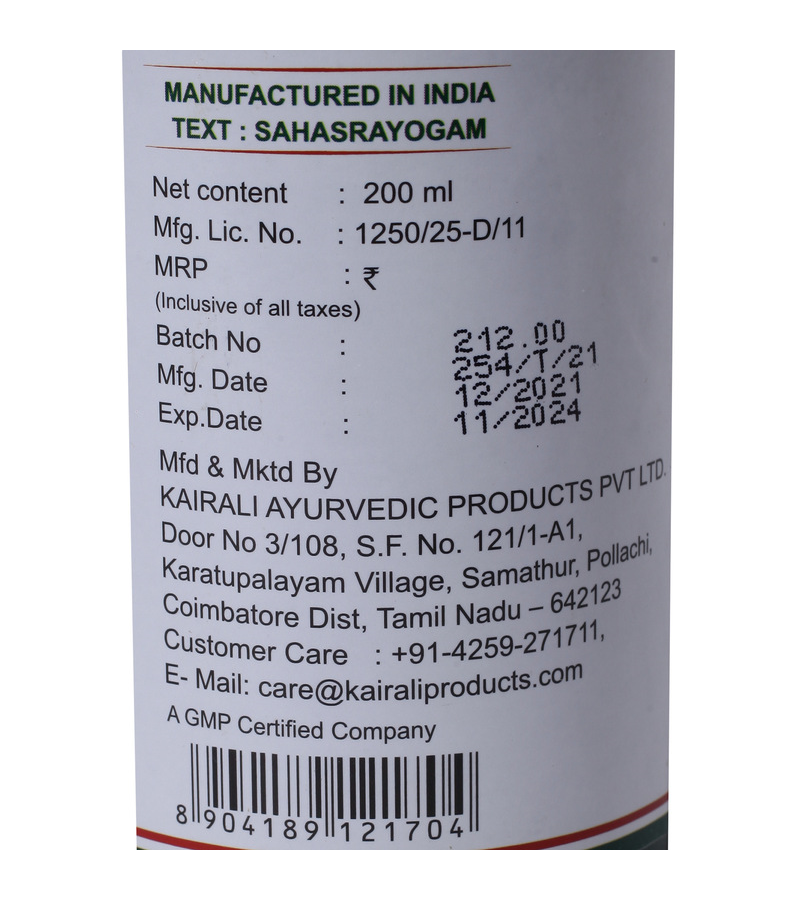 MANUFACTURED IN INDIA
TEXT : SAHASRAYOGAM
Net content : 200 ml
Mfg. Lic. No. : 1250/25-D/11
MRP : ₹
(Inclusive of all taxes)
212.00
Batch No : 254/T/21
Mfg. Date : 12/2021
Exp.Date : 11/2024
Mfd & Mktd By
KAIRALI AYURVEDIC PRODUCTS PVT LTD.
Door No 3/108, S.F. No. 121/1-A1,
Karatupalayam Village, Samathur, Pollachi,
Coimbatore Dist, Tamil Nadu – 642123
Customer Care : +91-4259-271711,
E- Mail: care@kairaliproducts.com
A GMP Certified Company
8 904189 121704